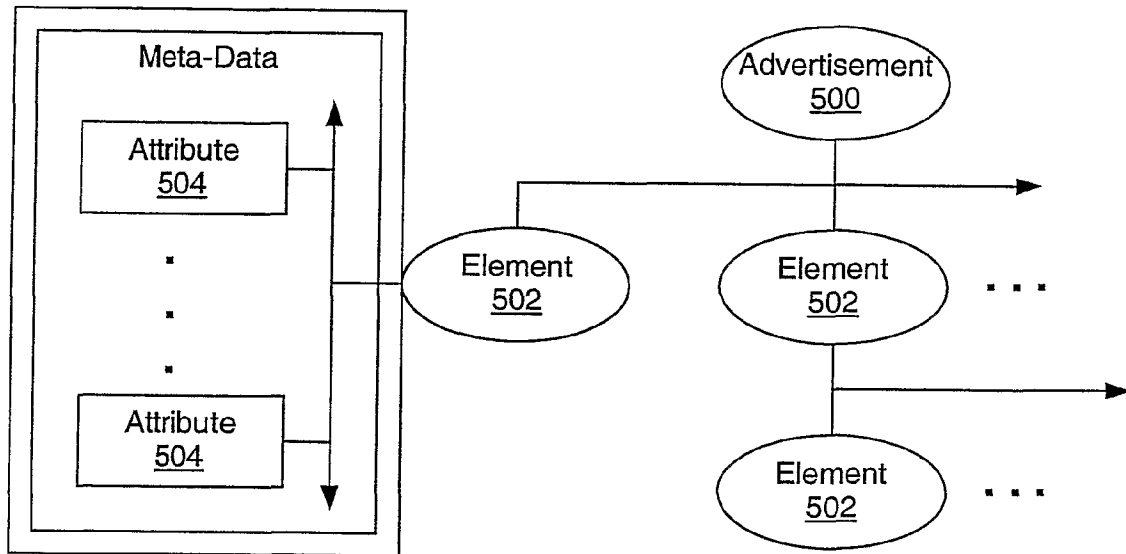 Meta-Data
Attribute
504
Attribute
504
Advertisement
500
Element
502
Element
502
Element
502